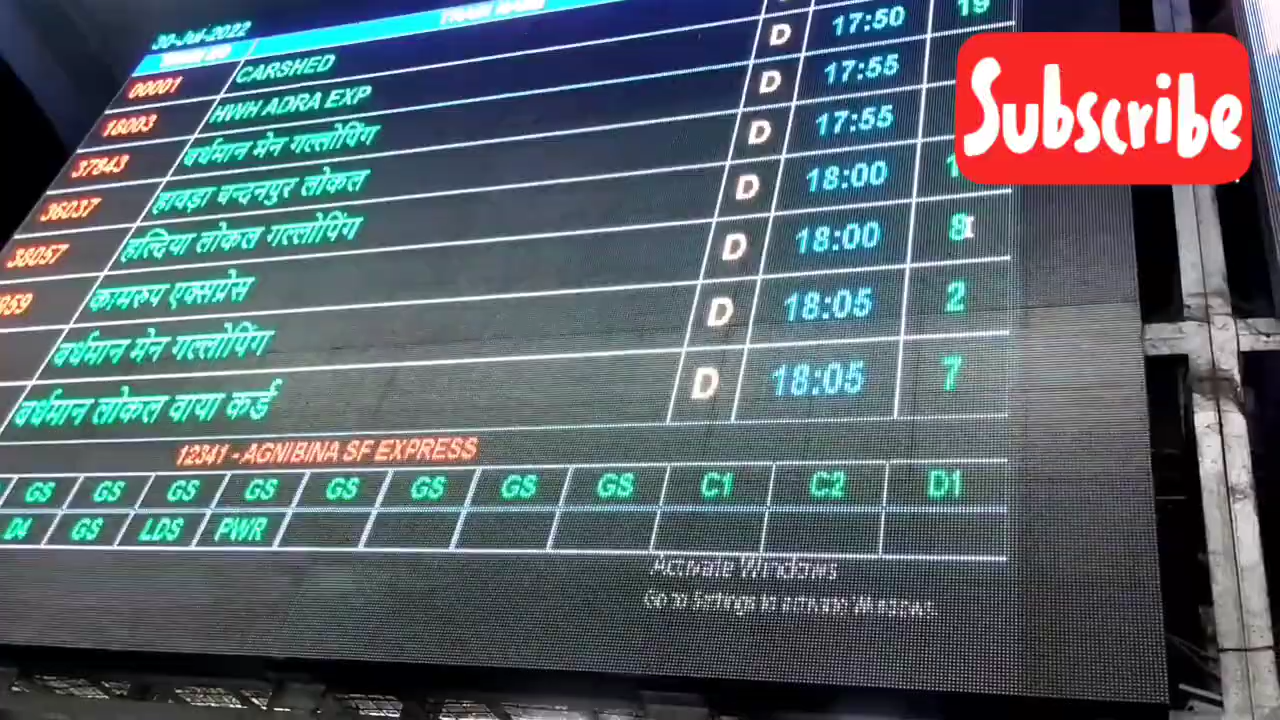 30-Jul-2022
TRAIN NAME
00001 CARSHED
18003 HWH ADRA EXP D 17:50 19
37843 बर्धमान मेन गल्लोपिंग D 17:55
36037 हावड़ा चन्दनपुर लोकल D 17:55
38057 हल्दिया लोकल गल्लोपिंग D 18:00
959 कामरुप एक्सप्रेस D 18:00 8
बर्धमान मेन गल्लोपिंग D 18:05 2
बर्धमान लोकल वाया कर्ड D 18:05 7
12341 - AGNIBINA SF EXPRESS
GS GS GS GS GS GS GS GS C1 C2 D1
D4 GS LDS PWR
Activate Windows
Go to Settings to activate Windows.
Subscribe